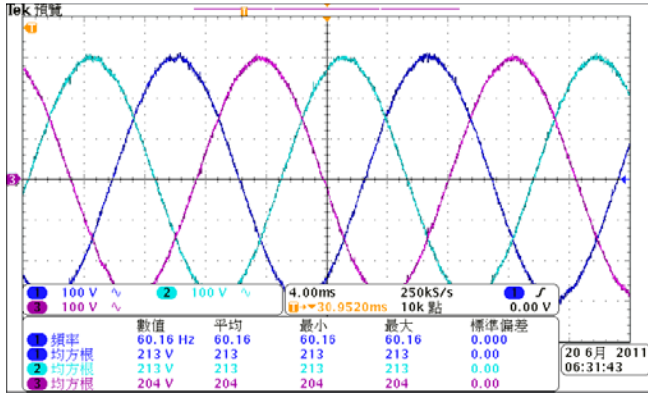 Tek 預覽
T
T
3
1 100 V ∿ 2 100 V ∿
3 100 V ∿
4.00ms 250kS/s 1 ∫
T→▼30.9520ms 10k 點 0.00 V
數值 平均 最小 最大 標準偏差
1 頻率 60.16 Hz 60.16 60.16 60.16 0.000
1 均方根 213 V 213 213 213 0.00
2 均方根 213 V 213 213 213 0.00
3 均方根 204 V 204 204 204 0.00
20 6月 2011
06:31:43